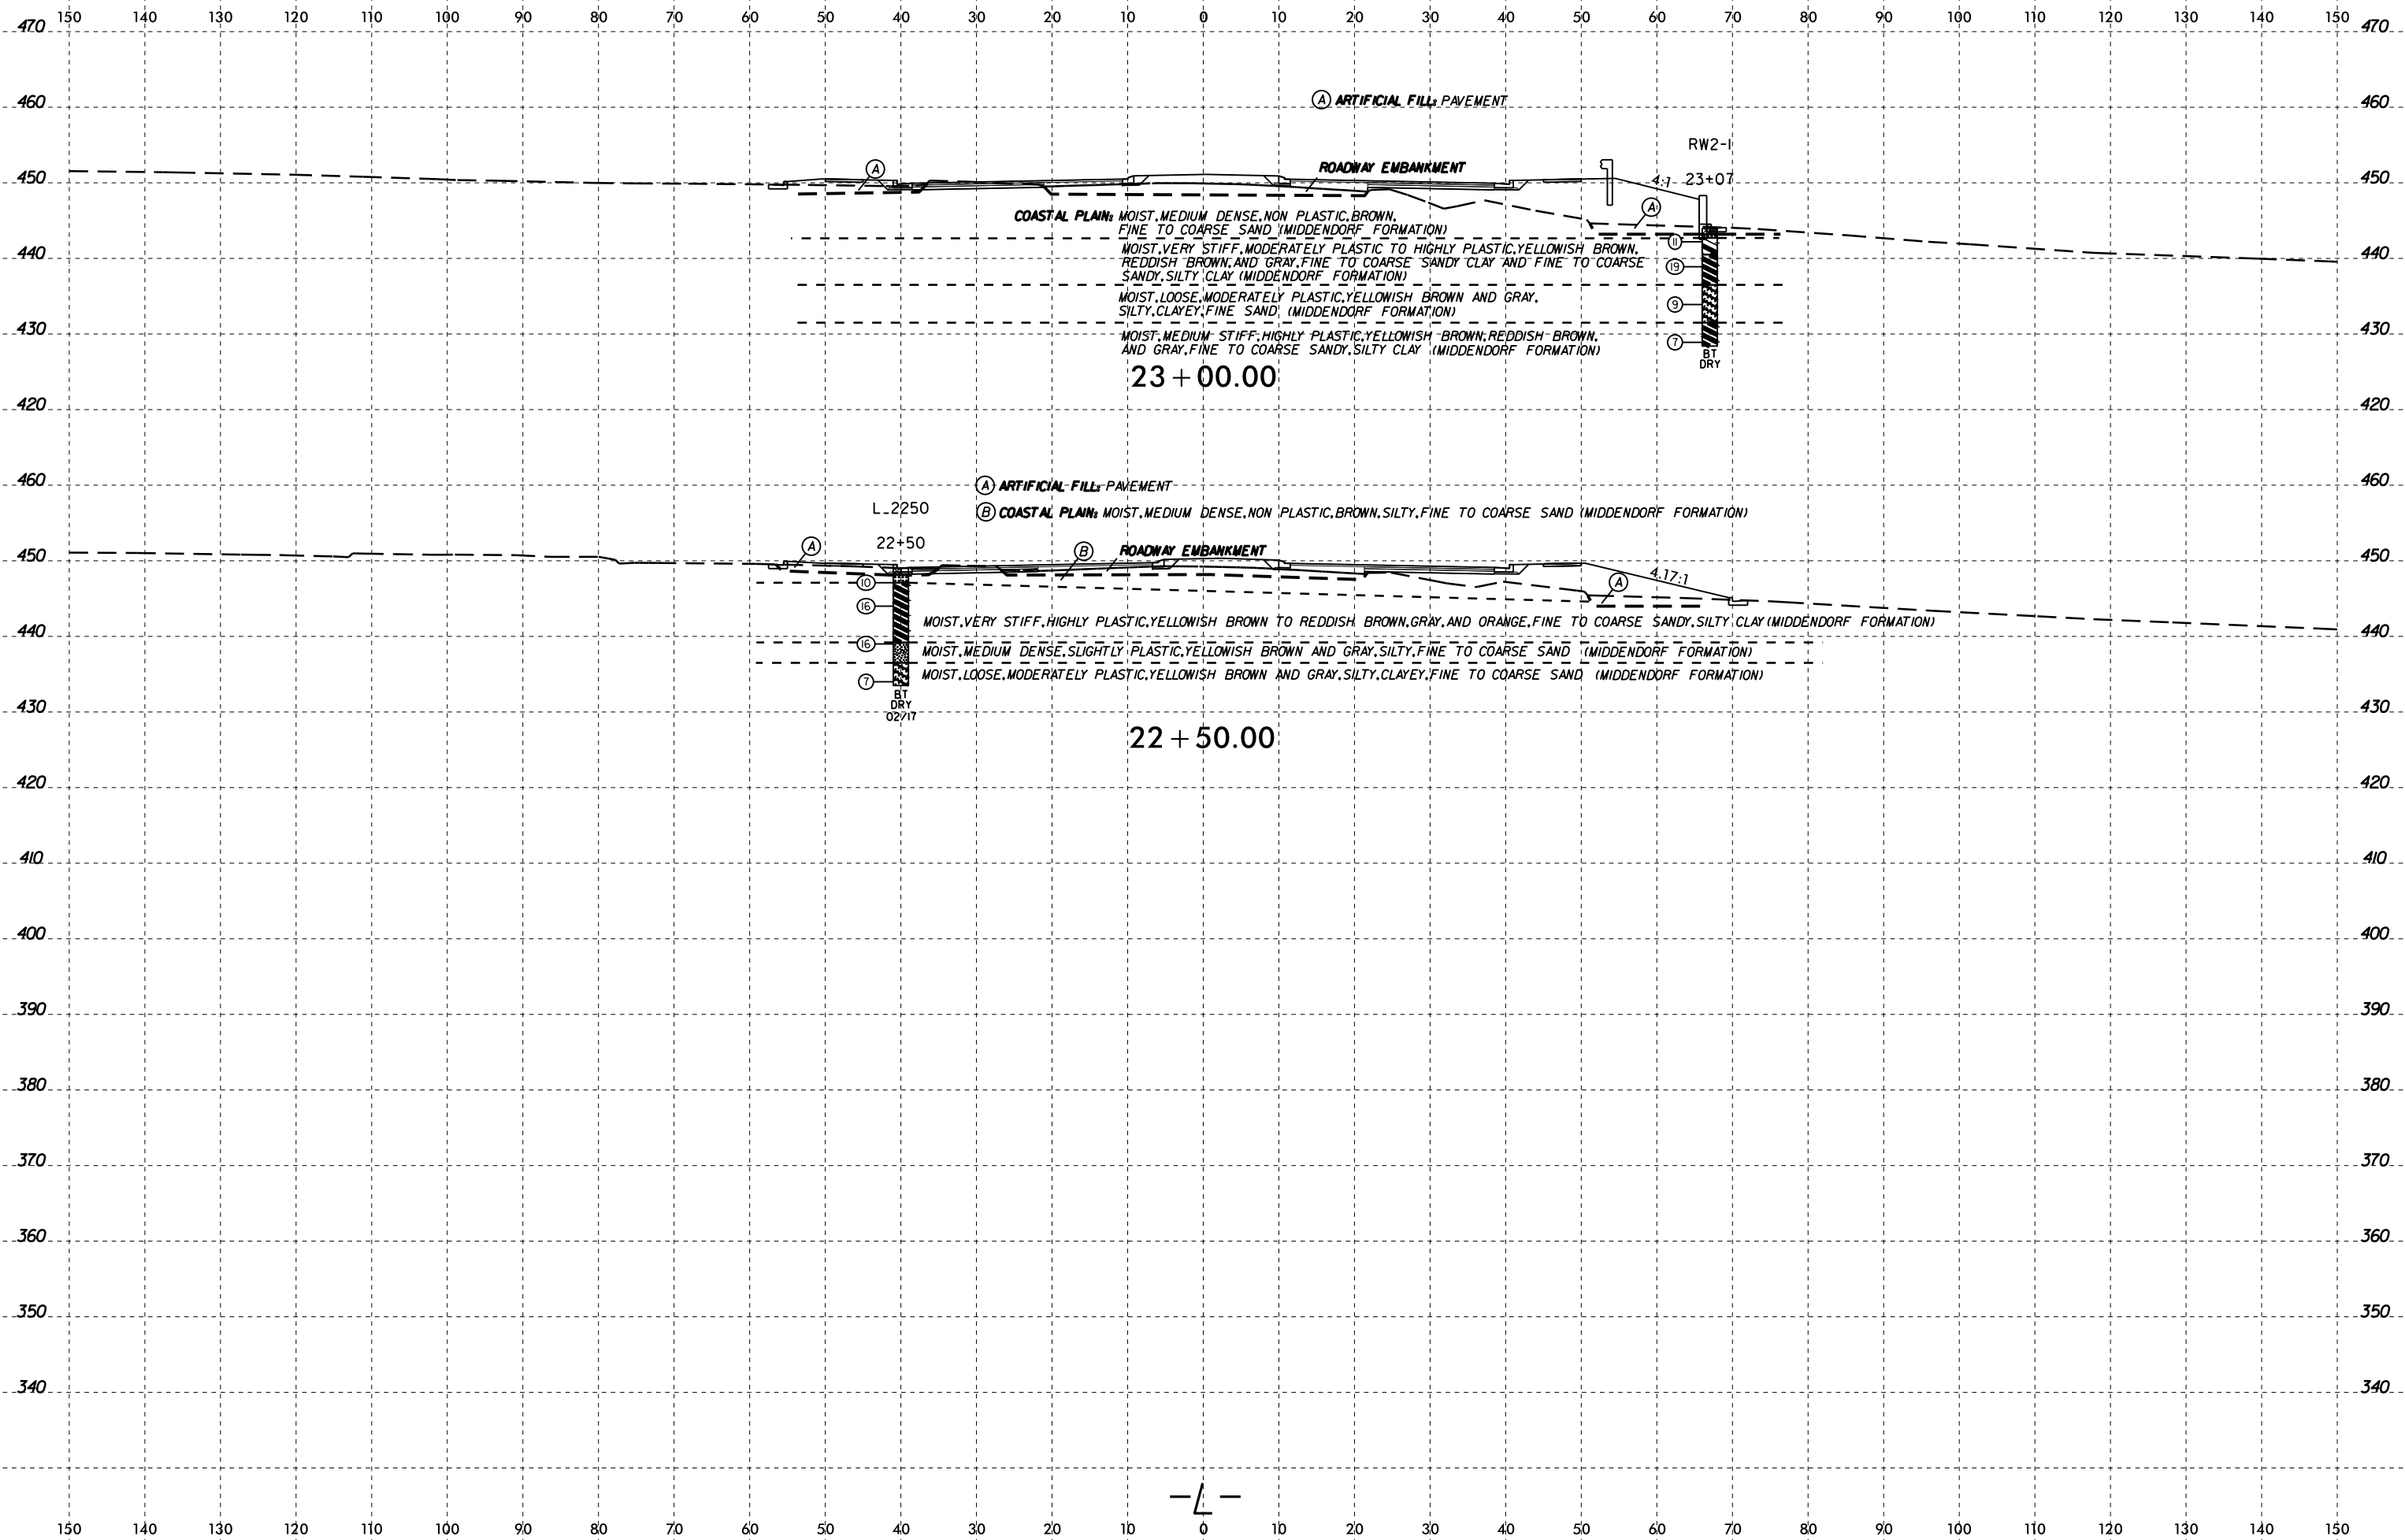 150 140 130 120 110 100 90 80 70 60 50 40 30 20 10 0 10 20 30 40 50 60 70 80 90 100 110 120 130 140 150
470 470
460 Ⓐ ARTIFICIAL FILL: PAVEMENT 460
RW2-1
Ⓐ ROADWAY EMBANKMENT
450 4:1 23+07 450
Ⓐ
COASTAL PLAIN: MOIST,MEDIUM DENSE,NON PLASTIC,BROWN,
FINE TO COARSE SAND (MIDDENDORF FORMATION)
11
MOIST,VERY STIFF,MODERATELY PLASTIC TO HIGHLY PLASTIC,YELLOWISH BROWN,
440 440
REDDISH BROWN,AND GRAY,FINE TO COARSE SANDY CLAY AND FINE TO COARSE
19
SANDY,SILTY CLAY (MIDDENDORF FORMATION)
MOIST,LOOSE,MODERATELY PLASTIC,YELLOWISH BROWN AND GRAY,
9
SILTY,CLAYEY,FINE SAND (MIDDENDORF FORMATION)
430 430
MOIST,MEDIUM STIFF,HIGHLY PLASTIC,YELLOWISH BROWN,REDDISH BROWN,
7
AND GRAY,FINE TO COARSE SANDY,SILTY CLAY (MIDDENDORF FORMATION)
BT
DRY
23+00.00
420 420
460 Ⓐ ARTIFICIAL FILL: PAVEMENT 460
L_2250
Ⓑ COASTAL PLAIN: MOIST,MEDIUM DENSE,NON PLASTIC,BROWN,SILTY,FINE TO COARSE SAND (MIDDENDORF FORMATION)
Ⓐ 22+50 Ⓑ ROADWAY EMBANKMENT
450 450
4.17:1
10 Ⓐ
16
MOIST,VERY STIFF,HIGHLY PLASTIC,YELLOWISH BROWN TO REDDISH BROWN,GRAY,AND ORANGE,FINE TO COARSE SANDY,SILTY CLAY (MIDDENDORF FORMATION)
440 440
16
MOIST,MEDIUM DENSE,SLIGHTLY PLASTIC,YELLOWISH BROWN AND GRAY,SILTY,FINE TO COARSE SAND (MIDDENDORF FORMATION)
MOIST,LOOSE,MODERATELY PLASTIC,YELLOWISH BROWN AND GRAY,SILTY,CLAYEY,FINE TO COARSE SAND (MIDDENDORF FORMATION)
7
BT
DRY
430 430
02/17
22+50.00
420 420
410 410
400 400
390 390
380 380
370 370
360 360
350 350
340 340
-L-
150 140 130 120 110 100 90 80 70 60 50 40 30 20 10 0 10 20 30 40 50 60 70 80 90 100 110 120 130 140 150